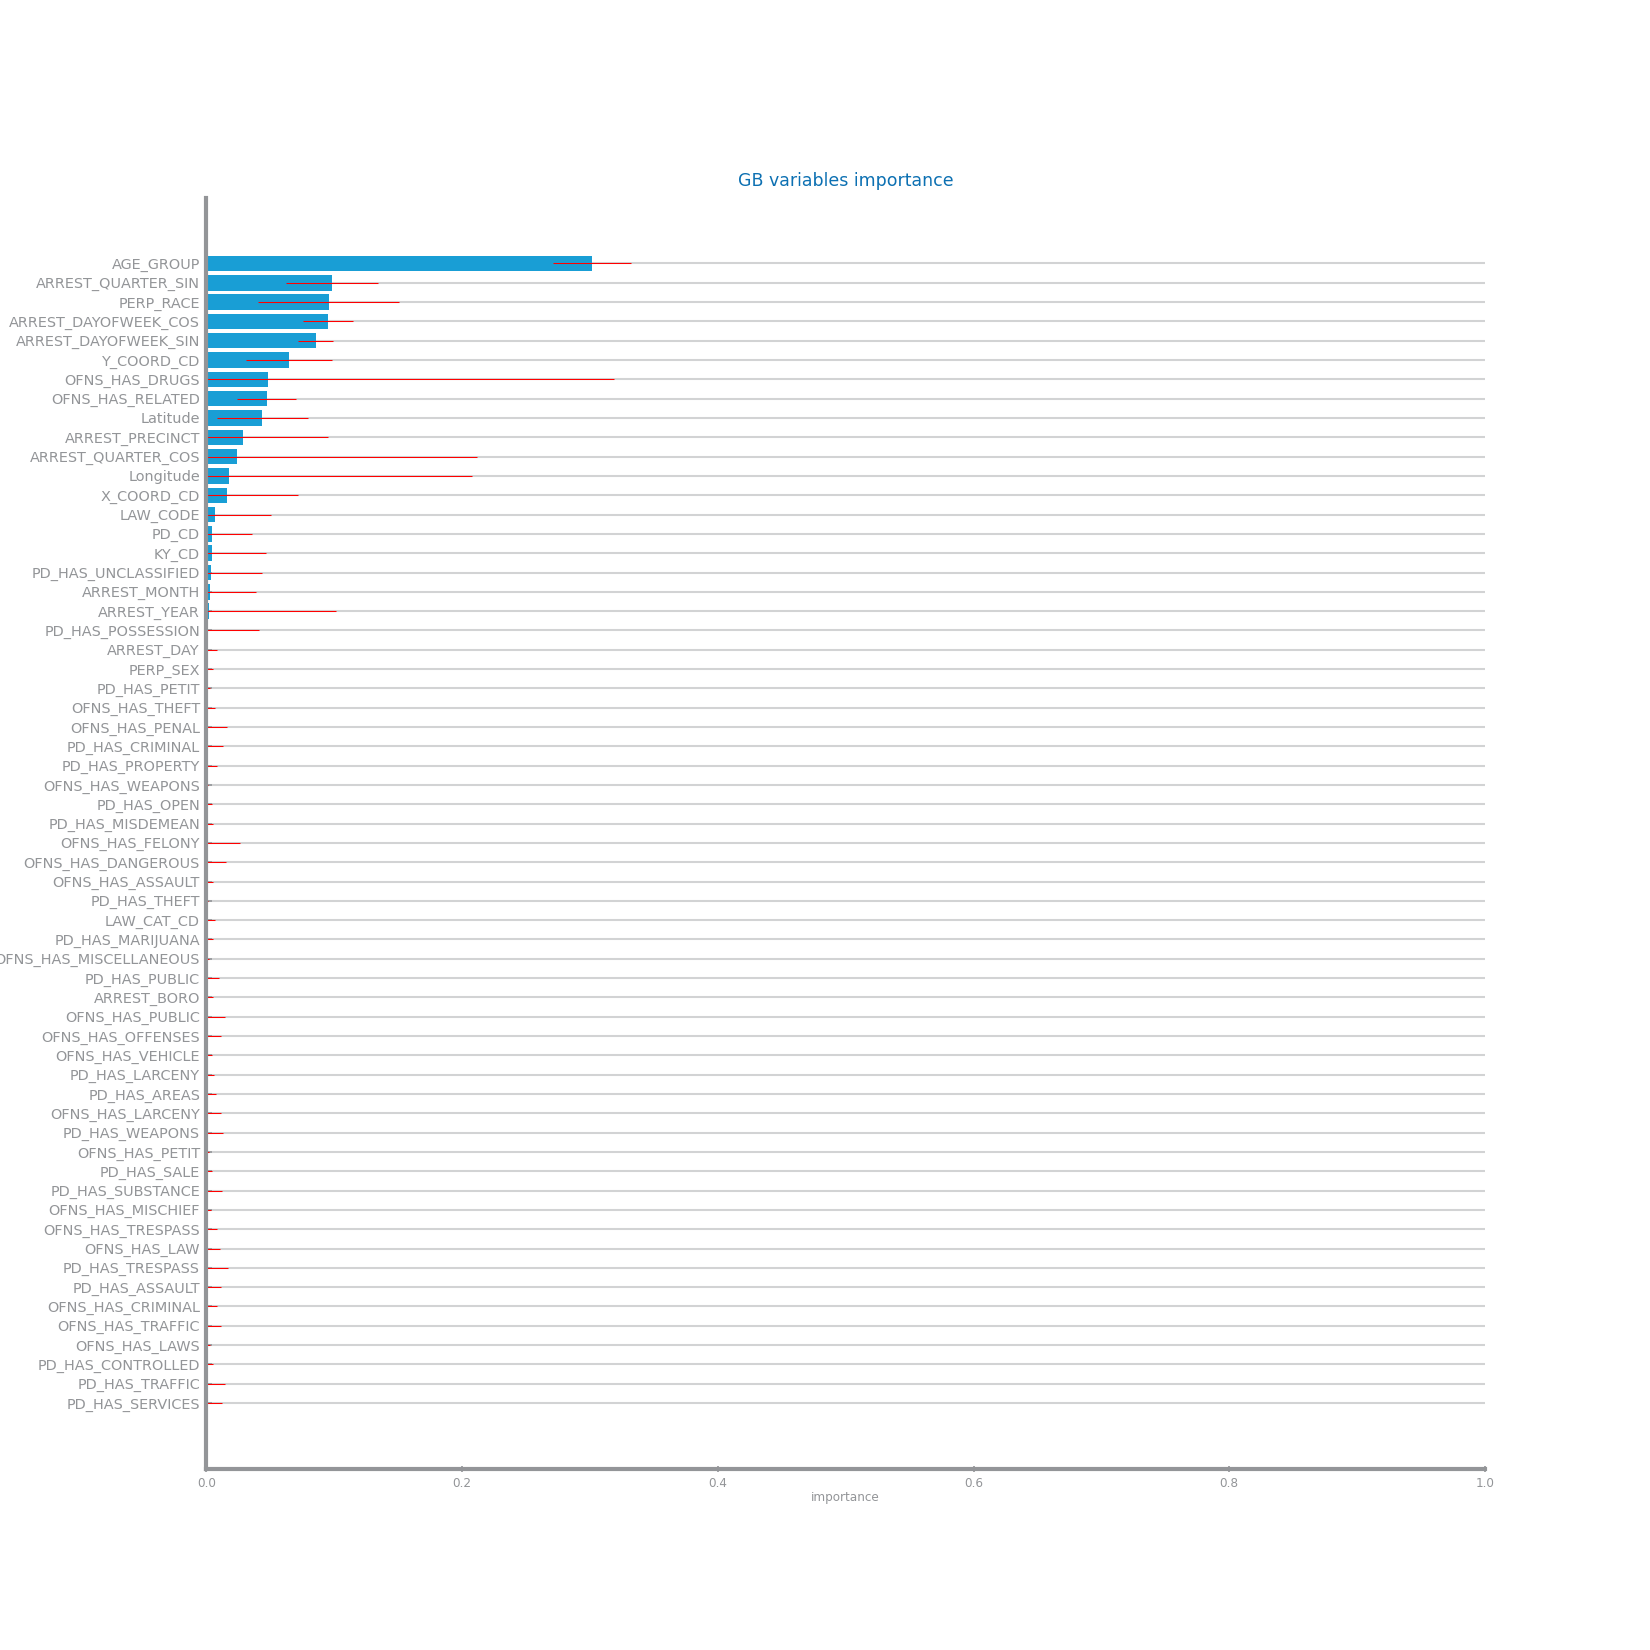 GB variables importance
AGE_GROUP
ARREST_QUARTER_SIN
PERP_RACE
ARREST_DAYOFWEEK_COS
ARREST_DAYOFWEEK_SIN
Y_COORD_CD
OFNS_HAS_DRUGS
OFNS_HAS_RELATED
Latitude
ARREST_PRECINCT
ARREST_QUARTER_COS
Longitude
X_COORD_CD
LAW_CODE
PD_CD
KY_CD
PD_HAS_UNCLASSIFIED
ARREST_MONTH
ARREST_YEAR
PD_HAS_POSSESSION
ARREST_DAY
PERP_SEX
PD_HAS_PETIT
OFNS_HAS_THEFT
OFNS_HAS_PENAL
PD_HAS_CRIMINAL
PD_HAS_PROPERTY
OFNS_HAS_WEAPONS
PD_HAS_OPEN
PD_HAS_MISDEMEAN
OFNS_HAS_FELONY
OFNS_HAS_DANGEROUS
OFNS_HAS_ASSAULT
PD_HAS_THEFT
LAW_CAT_CD
PD_HAS_MARIJUANA
OFNS_HAS_MISCELLANEOUS
PD_HAS_PUBLIC
ARREST_BORO
OFNS_HAS_PUBLIC
OFNS_HAS_OFFENSES
OFNS_HAS_VEHICLE
PD_HAS_LARCENY
PD_HAS_AREAS
OFNS_HAS_LARCENY
PD_HAS_WEAPONS
OFNS_HAS_PETIT
PD_HAS_SALE
PD_HAS_SUBSTANCE
OFNS_HAS_MISCHIEF
OFNS_HAS_TRESPASS
OFNS_HAS_LAW
PD_HAS_TRESPASS
PD_HAS_ASSAULT
OFNS_HAS_CRIMINAL
OFNS_HAS_TRAFFIC
OFNS_HAS_LAWS
PD_HAS_CONTROLLED
PD_HAS_TRAFFIC
PD_HAS_SERVICES
0.0 0.2 0.4 0.6 0.8 1.0
importance